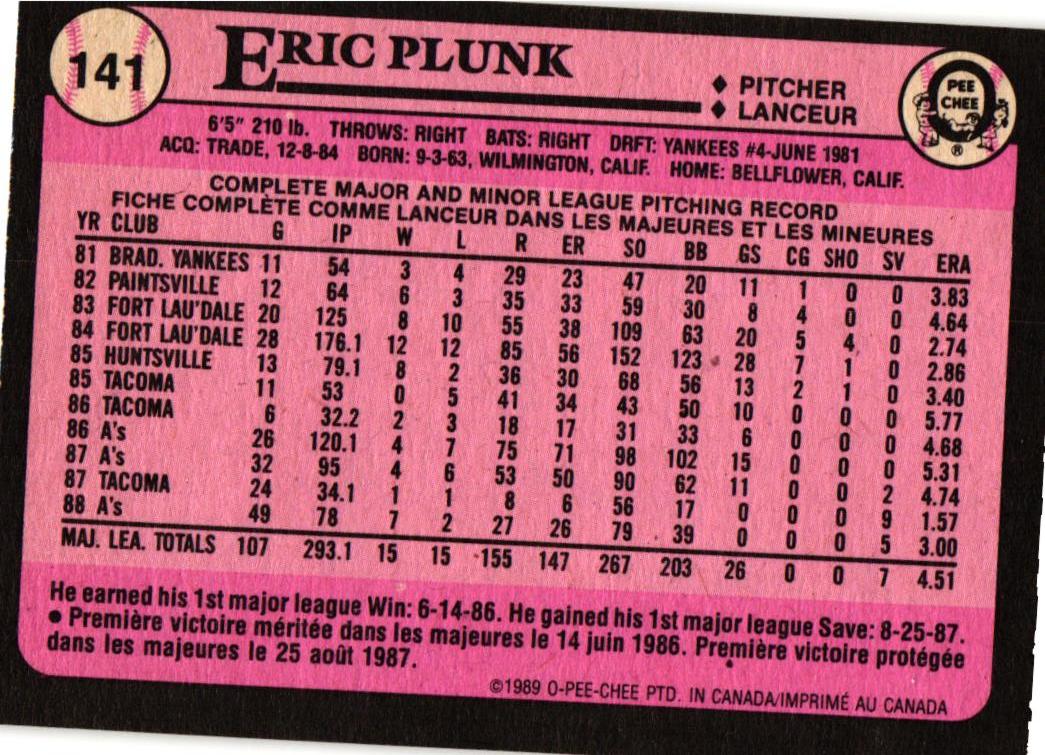 141
ERIC PLUNK
♦ PITCHER
♦ LANCEUR
PEE
CHEE
®
6'5" 210 lb. THROWS: RIGHT BATS: RIGHT DRFT: YANKEES #4-JUNE 1981
ACQ: TRADE, 12-8-84 BORN: 9-3-63, WILMINGTON, CALIF. HOME: BELLFLOWER, CALIF.
COMPLETE MAJOR AND MINOR LEAGUE PITCHING RECORD
FICHE COMPLÈTE COMME LANCEUR DANS LES MAJEURES ET LES MINEURES
YR CLUB G IP W L R ER SO BB GS CG SHO SV ERA
81 BRAD. YANKEES 11 54 3 4 29 23 47 20 11 1 0 0 3.83
82 PAINTSVILLE 12 64 6 3 35 33 59 30 8 4 0 0 4.64
83 FORT LAU'DALE 20 125 8 10 55 38 109 63 20 5 4 0 2.74
84 FORT LAU'DALE 28 176.1 12 12 85 56 152 123 28 7 1 0 2.86
85 HUNTSVILLE 13 79.1 8 2 36 30 68 56 13 2 1 0 3.40
85 TACOMA 11 53 0 5 41 34 43 50 10 0 0 0 5.77
86 TACOMA 6 32.2 2 3 18 17 31 33 6 0 0 0 4.68
86 A's 26 120.1 4 7 75 71 98 102 15 0 0 0 5.31
87 A's 32 95 4 6 53 50 90 62 11 0 0 2 4.74
87 TACOMA 24 34.1 1 1 8 6 56 17 0 0 0 9 1.57
88 A's 49 78 7 2 27 26 79 39 0 0 0 5 3.00
MAJ. LEA. TOTALS 107 293.1 15 15 155 147 267 203 26 0 0 7 4.51
He earned his 1st major league Win: 6-14-86. He gained his 1st major league Save: 8-25-87.
● Première victoire méritée dans les majeures le 14 juin 1986. Première victoire protégée
dans les majeures le 25 août 1987.
©1989 O-PEE-CHEE PTD. IN CANADA/IMPRIMÉ AU CANADA